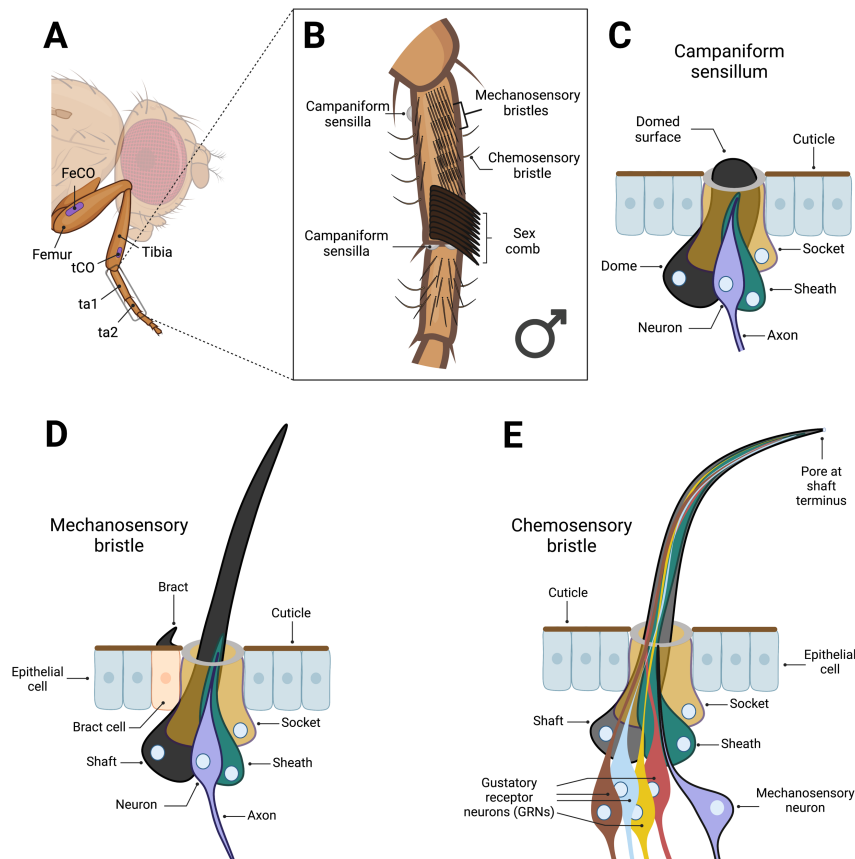 A
FeCO
Femur
Tibia
tCO
ta1
ta2
B
Campaniform
sensilla
Mechanosensory
bristles
Chemosensory
bristle
Campaniform
sensilla
Sex
comb
C
Campaniform
sensillum
Domed
surface
Cuticle
Socket
Dome
Sheath
Neuron
Axon
D
Mechanosensory
bristle
Bract
Cuticle
Epithelial
cell
Bract cell
Socket
Shaft
Sheath
Neuron
Axon
E
Pore at
shaft
terminus
Chemosensory
bristle
Cuticle
Epithelial
cell
Socket
Shaft
Sheath
Gustatory
receptor
neurons (GRNs)
Mechanosensory
neuron